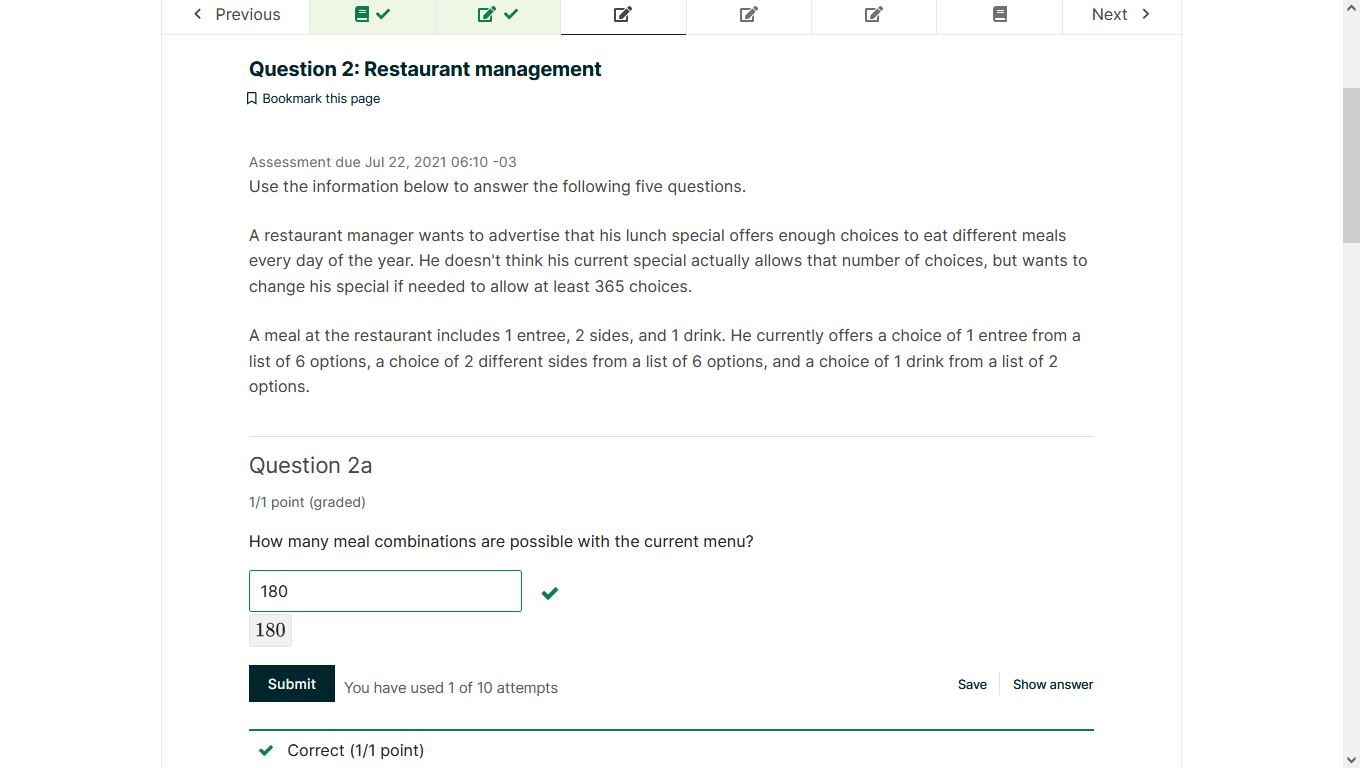 Previous
Next
Question 2: Restaurant management
Bookmark this page
Assessment due Jul 22, 2021 06:10 -03
Use the information below to answer the following five questions.
A restaurant manager wants to advertise that his lunch special offers enough choices to eat different meals
every day of the year. He doesn't think his current special actually allows that number of choices, but wants to
change his special if needed to allow at least 365 choices.
A meal at the restaurant includes 1 entree, 2 sides, and 1 drink. He currently offers a choice of 1 entree from a
list of 6 options, a choice of 2 different sides from a list of 6 options, and a choice of 1 drink from a list of 2
options.
Question 2a
1/1 point (graded)
How many meal combinations are possible with the current menu?
180
180
Submit You have used 1 of 10 attempts Save Show answer
Correct (1/1 point)